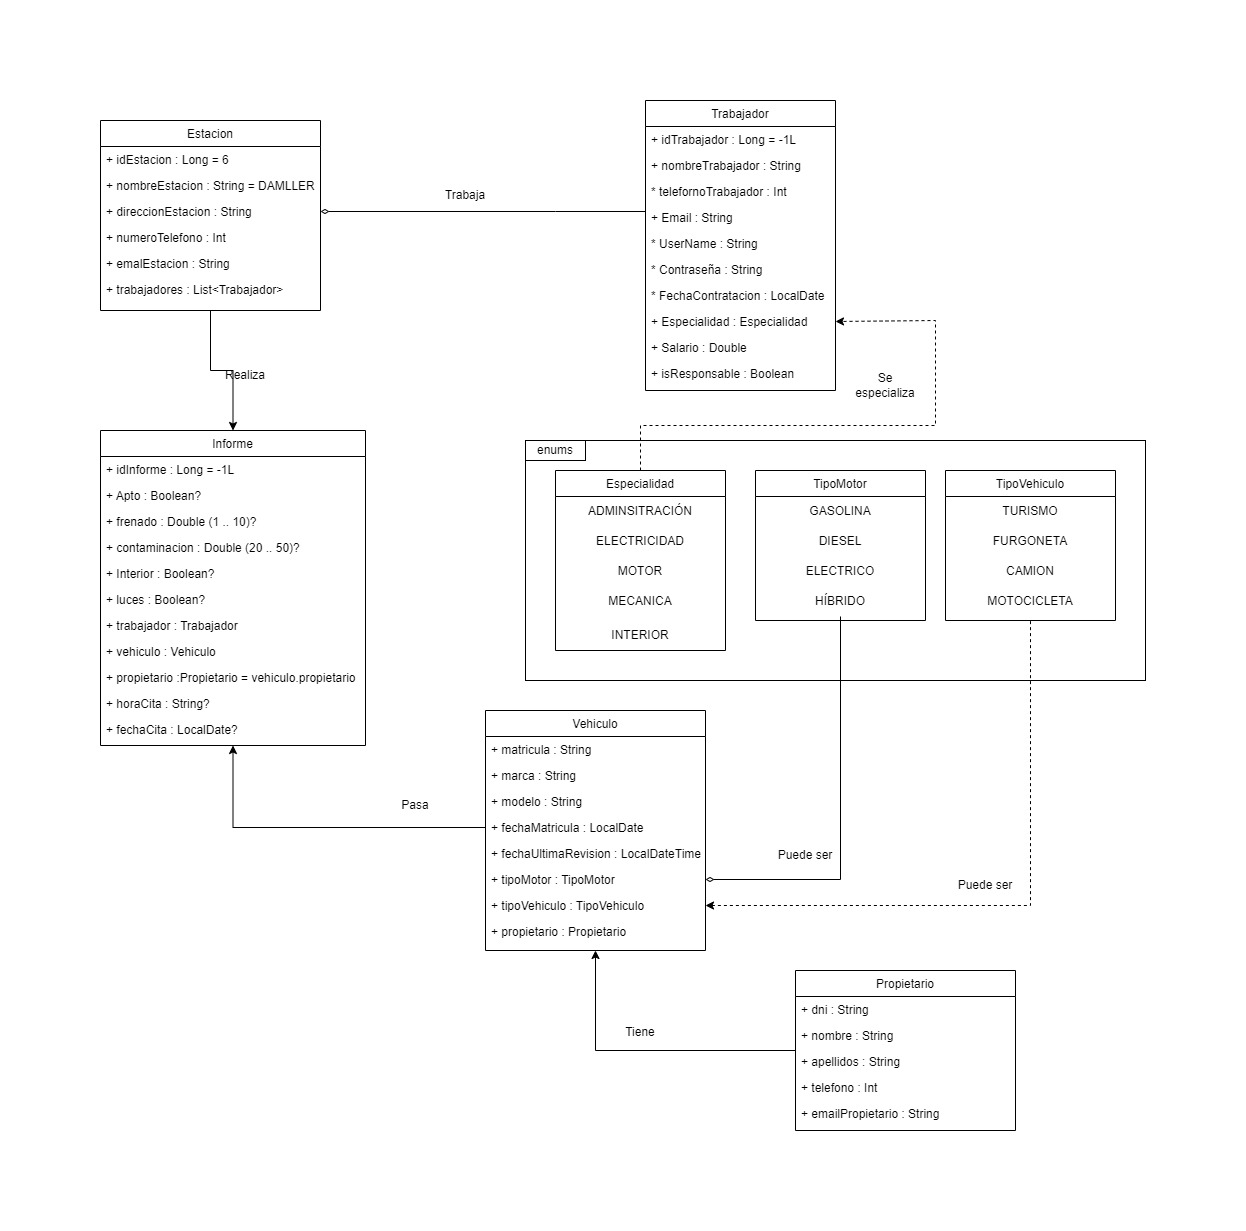 Estacion
+ idEstacion : Long = 6
+ nombreEstacion : String = DAMLLER
+ direccionEstacion : String
+ numeroTelefono : Int
+ emalEstacion : String
+ trabajadores : List<Trabajador>
Trabaja
Trabajador
+ idTrabajador : Long = -1L
+ nombreTrabajador : String
* telefornoTrabajador : Int
+ Email : String
* UserName : String
* Contraseña : String
* FechaContratacion : LocalDate
+ Especialidad : Especialidad
+ Salario : Double
+ isResponsable : Boolean
Realiza
Se
especializa
Informe
+ idInforme : Long = -1L
+ Apto : Boolean?
+ frenado : Double (1 .. 10)?
+ contaminacion : Double (20 .. 50)?
+ Interior : Boolean?
+ luces : Boolean?
+ trabajador : Trabajador
+ vehiculo : Vehiculo
+ propietario :Propietario = vehiculo.propietario
+ horaCita : String?
+ fechaCita : LocalDate?
enums
Especialidad
ADMINSITRACIÓN
ELECTRICIDAD
MOTOR
MECANICA
INTERIOR
TipoMotor
GASOLINA
DIESEL
ELECTRICO
HÍBRIDO
TipoVehiculo
TURISMO
FURGONETA
CAMION
MOTOCICLETA
Pasa
Vehiculo
+ matricula : String
+ marca : String
+ modelo : String
+ fechaMatricula : LocalDate
+ fechaUltimaRevision : LocalDateTime
+ tipoMotor : TipoMotor
+ tipoVehiculo : TipoVehiculo
+ propietario : Propietario
Puede ser
Puede ser
Tiene
Propietario
+ dni : String
+ nombre : String
+ apellidos : String
+ telefono : Int
+ emailPropietario : String